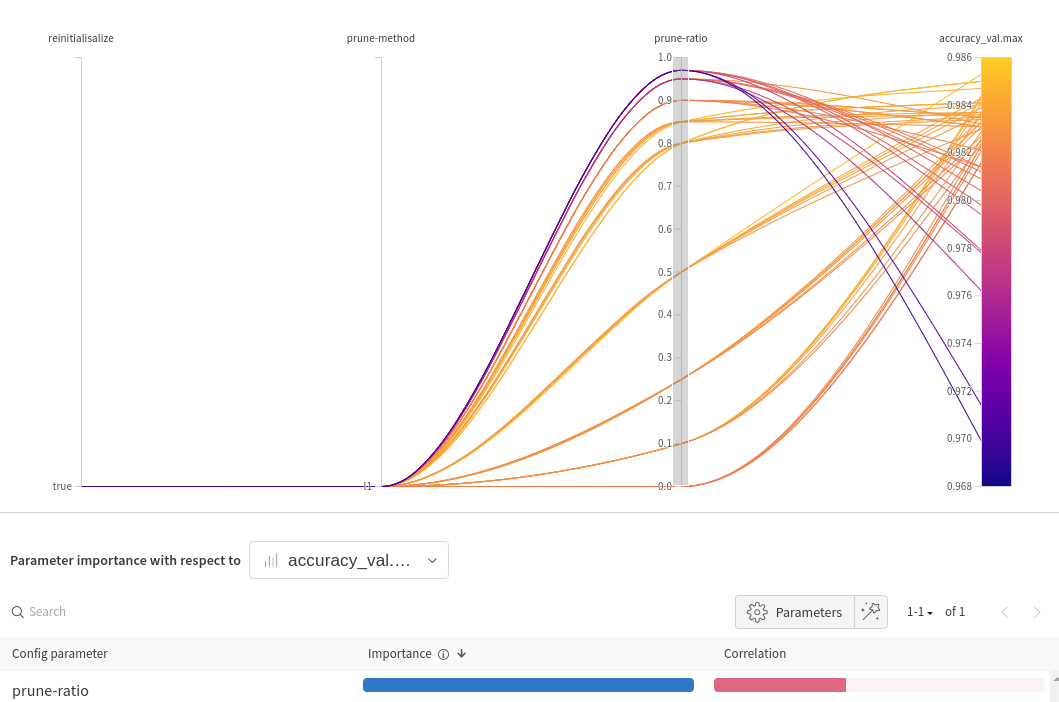 reinitialisalize prune-method prune-ratio accuracy_val.max
1.0 0.986
0.9 0.984
0.8 0.982
0.7 0.980
0.6 0.978
0.5 0.976
0.4 0.974
0.3 0.972
0.2 0.970
0.1 0.968
0.0
true l1
Parameter importance with respect to accuracy_val....
Search Parameters 1-1 of 1
Config parameter Importance Correlation
prune-ratio